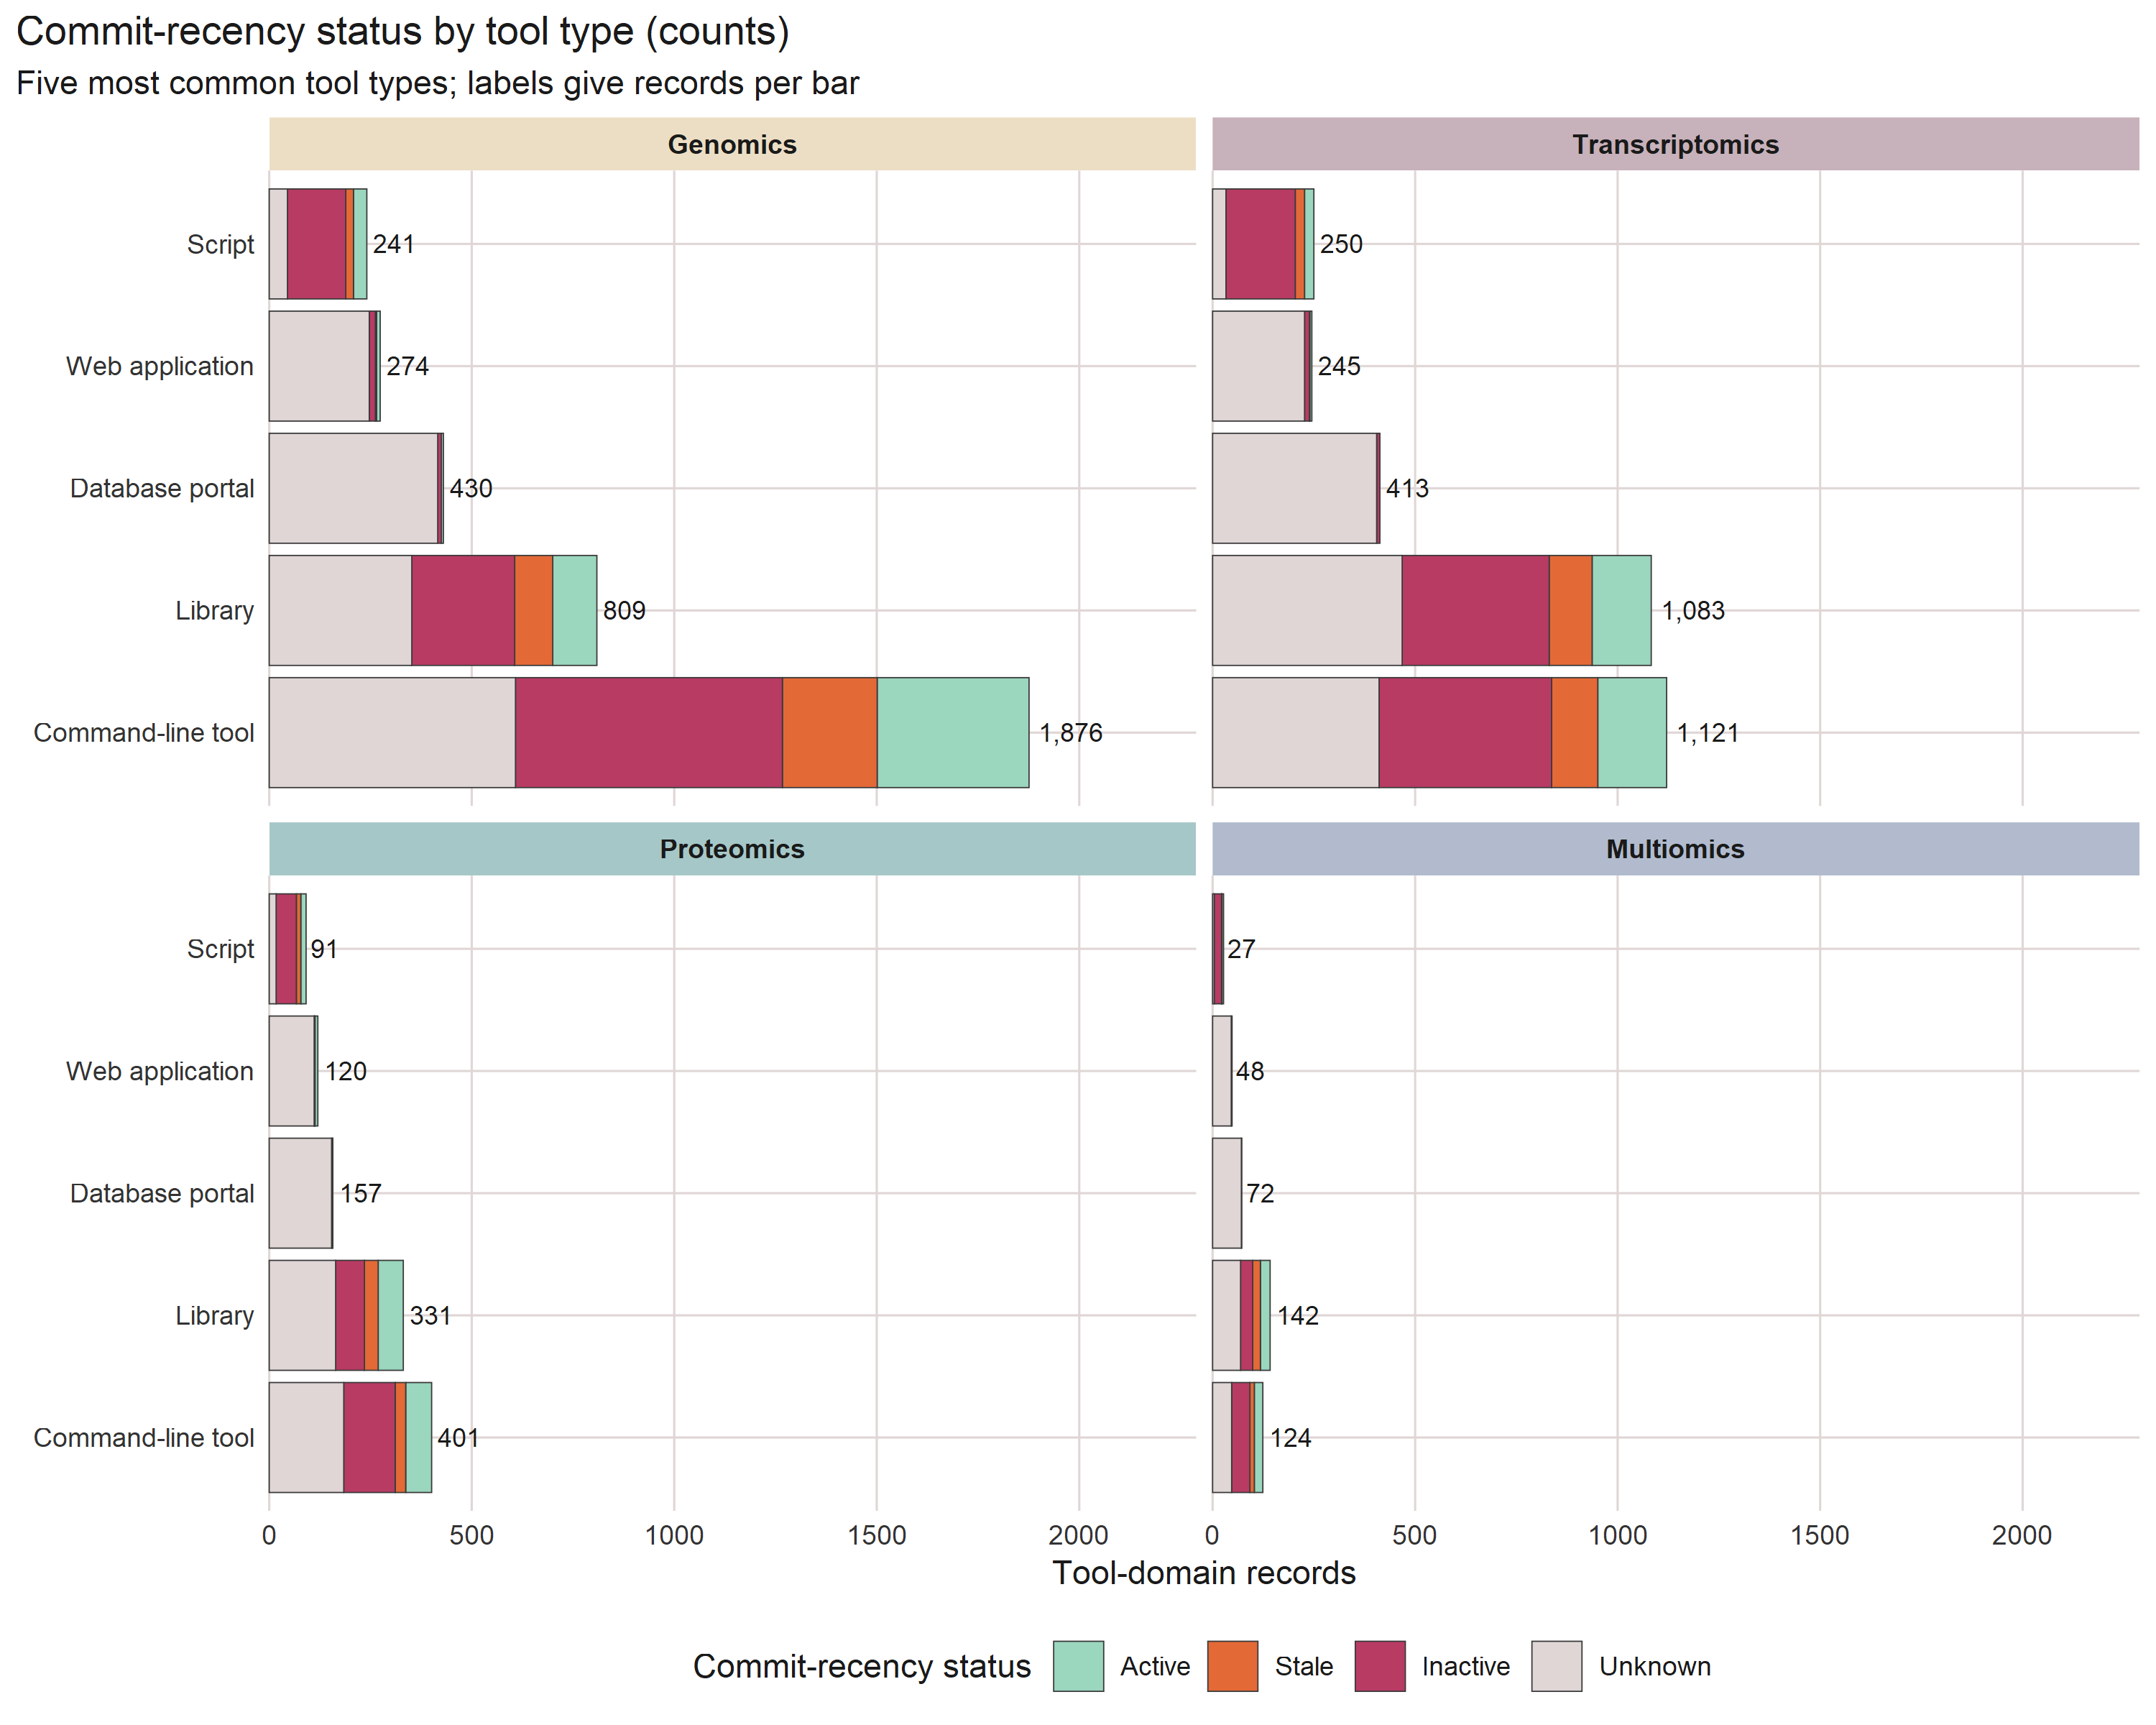 Commit-recency status by tool type (counts)
Five most common tool types; labels give records per bar
Genomics
Script
241
Web application
274
Database portal
430
Library
809
Command-line tool
1,876
Transcriptomics
250
245
413
1,083
1,121
Proteomics
Script
91
Web application
120
Database portal
157
Library
331
Command-line tool
401
0
500
1000
1500
2000
Multiomics
27
48
72
142
124
0
500
1000
1500
2000
Tool-domain records
Commit-recency status
Active
Stale
Inactive
Unknown